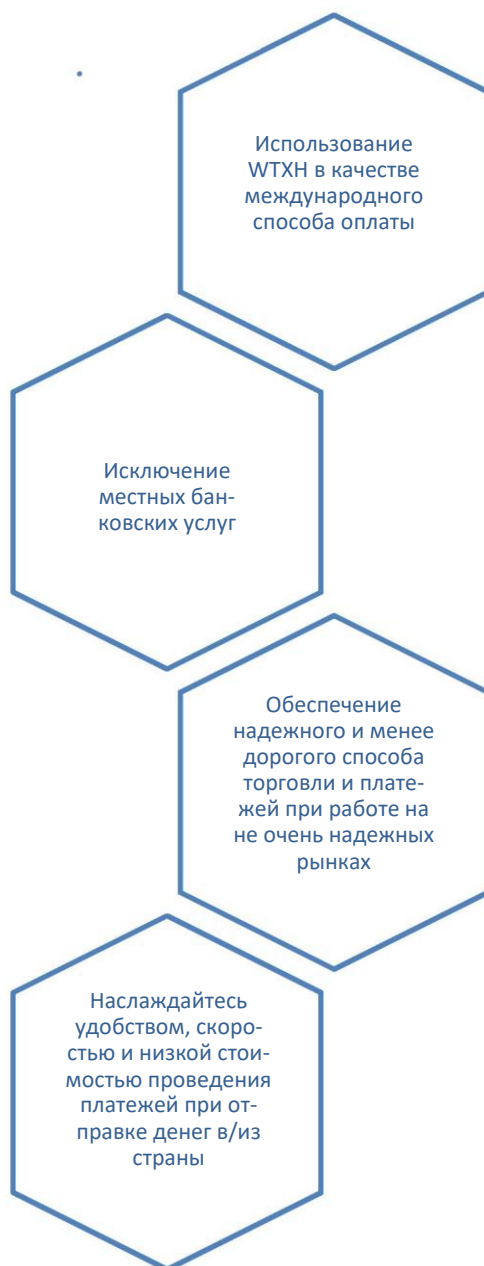 Использование
WTXH в качестве
международного
способа оплаты
Исключение
местных бан-
ковских услуг
Обеспечение
надежного и менее
дорогого способа
торговли и плате-
жей при работе на
не очень надежных
рынках
Наслаждайтесь
удобством, скоро-
стью и низкой стои-
мостью проведения
платежей при от-
правке денег в/из
страны